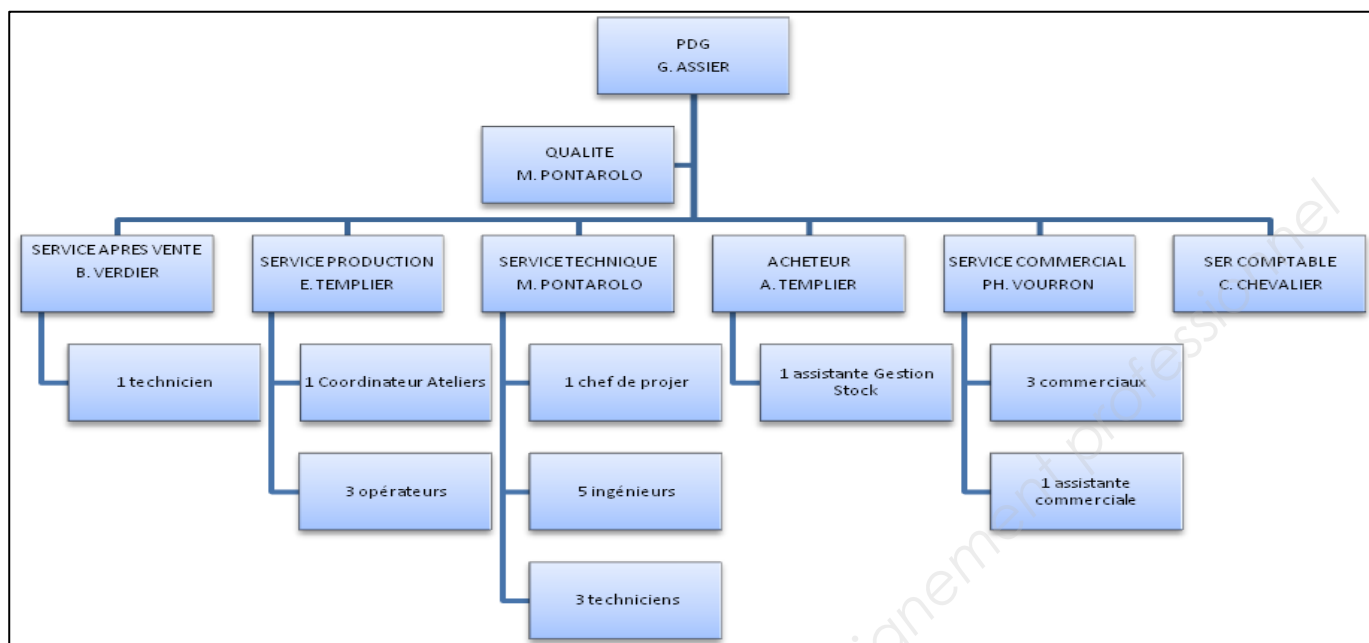 PDG
G. ASSIER
QUALITE
M. PONTAROLO
SERVICE APRES VENTE
B. VERDIER
SERVICE PRODUCTION
E. TEMPLIER
SERVICE TECHNIQUE
M. PONTAROLO
ACHETEUR
A. TEMPLIER
SERVICE COMMERCIAL
PH. VOURRON
SER COMPTABLE
C. CHEVALIER
1 technicien
1 Coordinateur Ateliers
1 chef de projer
1 assistante Gestion
Stock
3 commerciaux
3 opérateurs
5 ingénieurs
1 assistante
commerciale
3 techniciens
professionnel